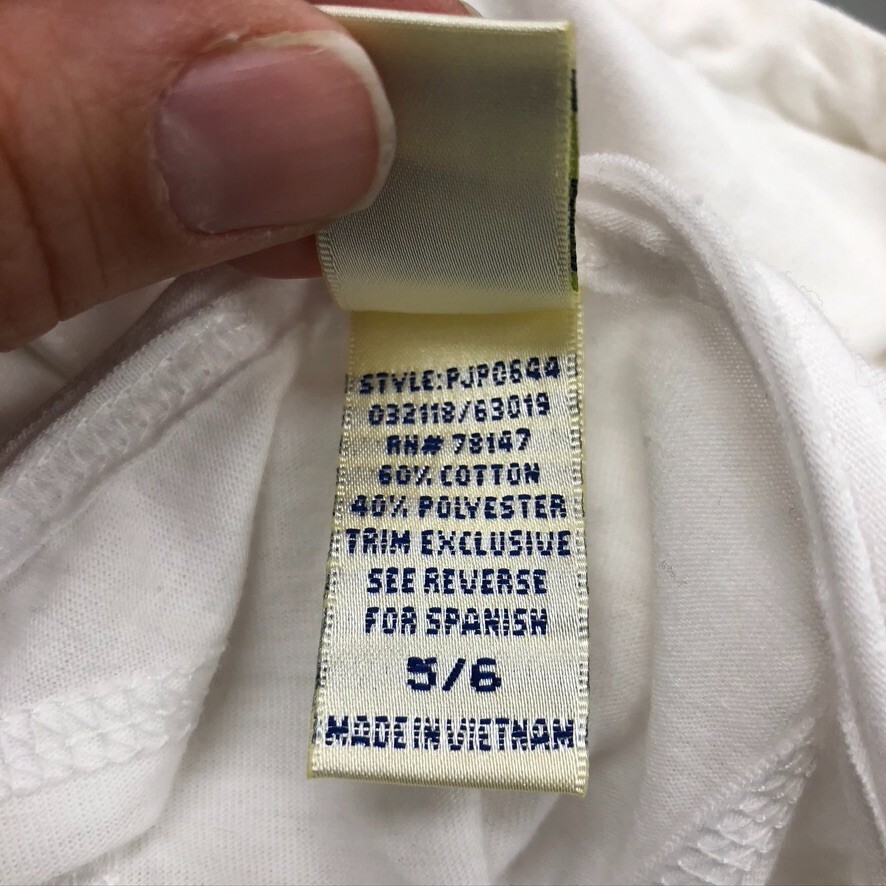 STYLE:PJP0644
032118/63019
RN# 78147
60% COTTON
40% POLYESTER
TRIM EXCLUSIVE
SEE REVERSE
FOR SPANISH
5/6
MADE IN VIETNAM